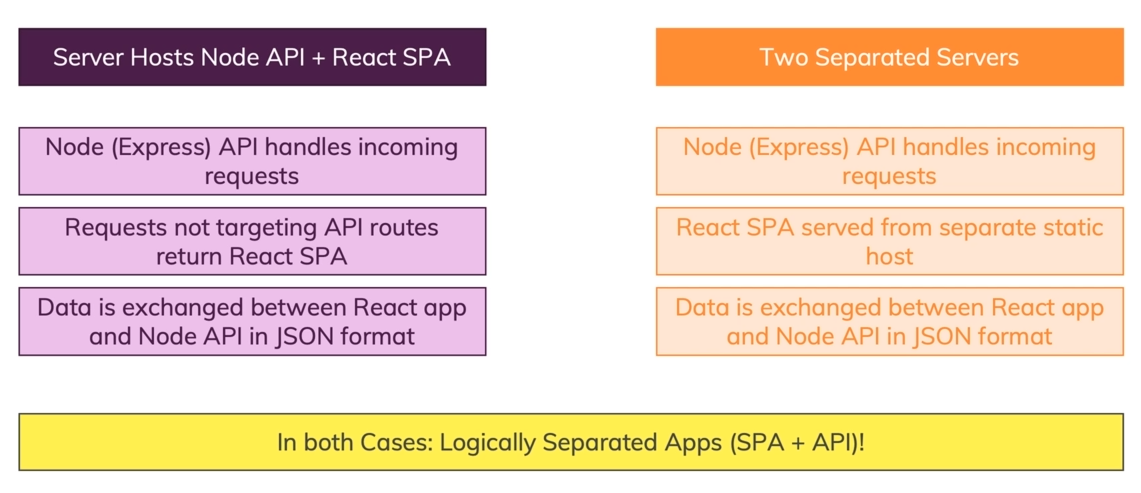 Server Hosts Node API + React SPA
Node (Express) API handles incoming
requests
Requests not targeting API routes
return React SPA
Data is exchanged between React app
and Node API in JSON format
Two Separated Servers
Node (Express) API handles incoming
requests
React SPA served from separate static
host
Data is exchanged between React app
and Node API in JSON format
In both Cases: Logically Separated Apps (SPA + API)!